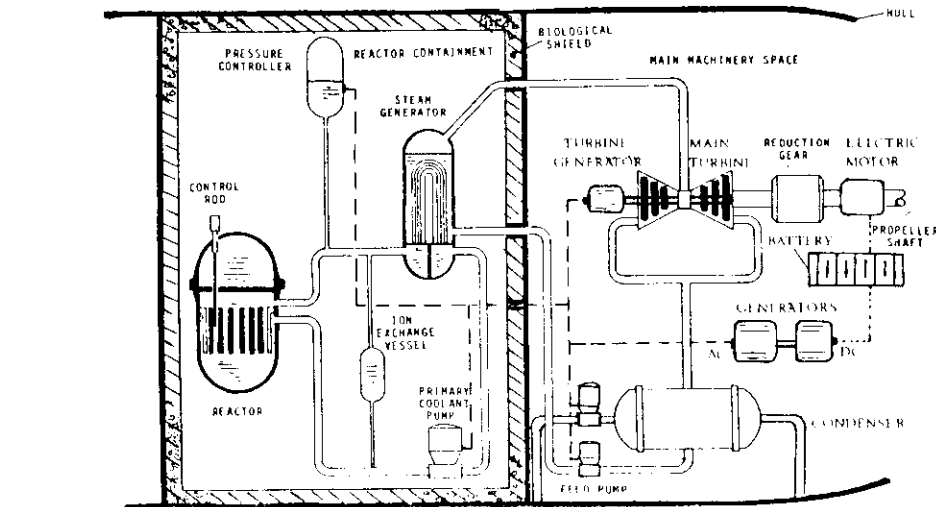 HULL
BIOLOGICAL
SHIELD
PRESSURE
CONTROLLER
REACTOR CONTAINMENT
MAIN MACHINERY SPACE
STEAM
GENERATOR
TURBINE
GENERATOR
MAIN
TURBINE
REDUCTION
GEAR
ELECTRIC
MOTOR
CONTROL
ROD
PROPELLER
SHAFT
BATTERY
ION
EXCHANGE
VESSEL
GENERATORS
AC
DC
PRIMARY
COOLANT
PUMP
REACTOR
CONDENSER
FEED PUMP